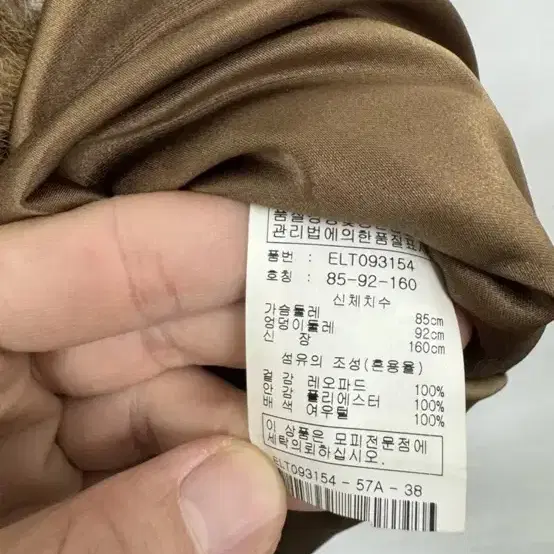 관리법에의한품질표시
품번 : ELT093154
호칭 : 85-92-160
신체치수
가슴둘레 85cm
엉덩이둘레 92cm
신 장 160cm
섬유의 조성(혼용율)
겉 감 레오파드 100%
안 감 폴리에스터 100%
배 색 여우털 100%
이 상품은 모피전문점에
세탁의뢰하십시오.
ELT093154 - 57A - 38